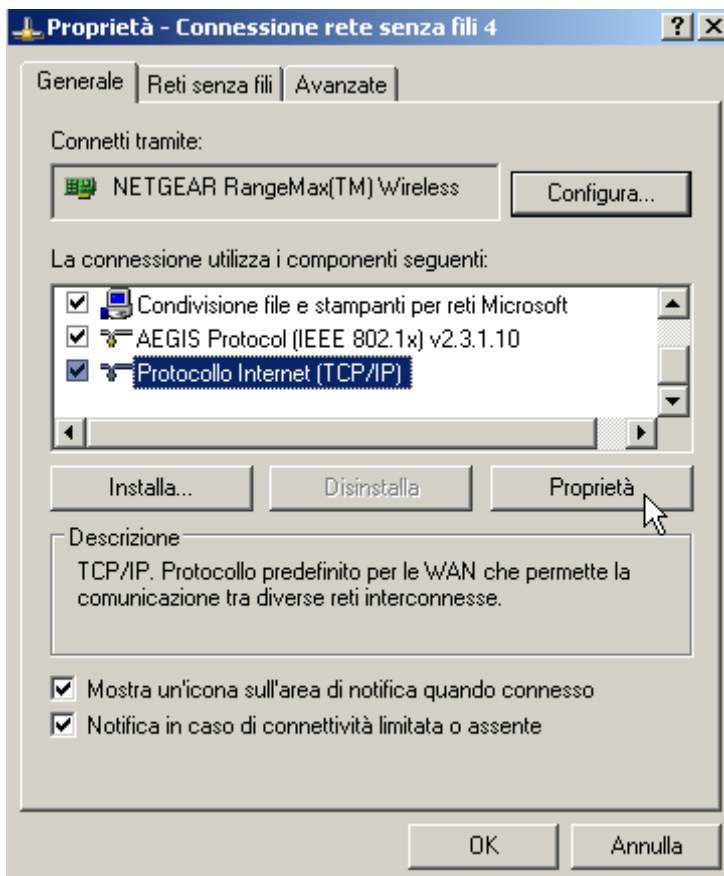 Proprietà - Connessione rete senza fili 4
Generale Reti senza fili Avanzate
Connetti tramite:
NETGEAR RangeMax(TM) Wireless Configura...
La connessione utilizza i componenti seguenti:
Condivisione file e stampanti per reti Microsoft
AEGIS Protocol (IEEE 802.1x) v2.3.1.10
Protocollo Internet (TCP/IP)
Installa... Disinstalla Proprietà
Descrizione
TCP/IP. Protocollo predefinito per le WAN che permette la
comunicazione tra diverse reti interconnesse.
Mostra un'icona sull'area di notifica quando connesso
Notifica in caso di connettività limitata o assente
OK Annulla